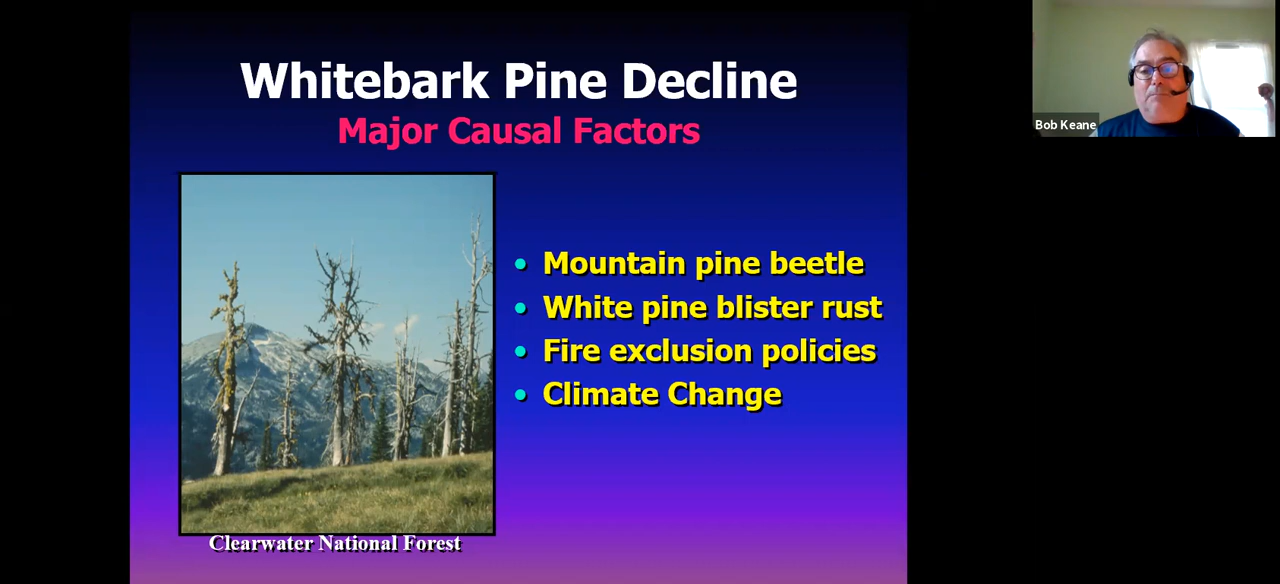 Whitebark Pine Decline
Major Causal Factors
• Mountain pine beetle
• White pine blister rust
• Fire exclusion policies
• Climate Change
Clearwater National Forest
Bob Keane